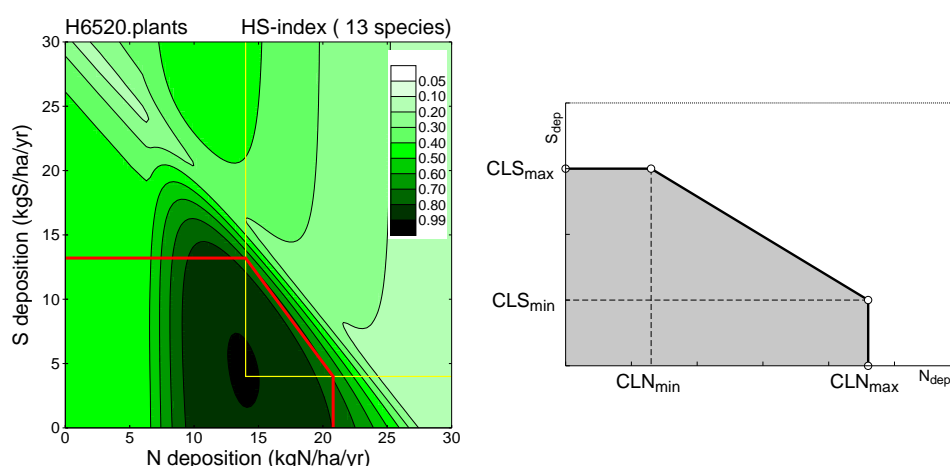 H6520.plants HS-index ( 13 species)
30
25
20
15
10
5
0
S deposition (kgS/ha/yr)
0.05
0.10
0.20
0.30
0.40
0.50
0.60
0.70
0.80
0.99
0 5 10 15 20 25 30
N deposition (kgN/ha/yr)
Sdep
CLSmax
CLSmin
CLNmin CLNmax Ndep